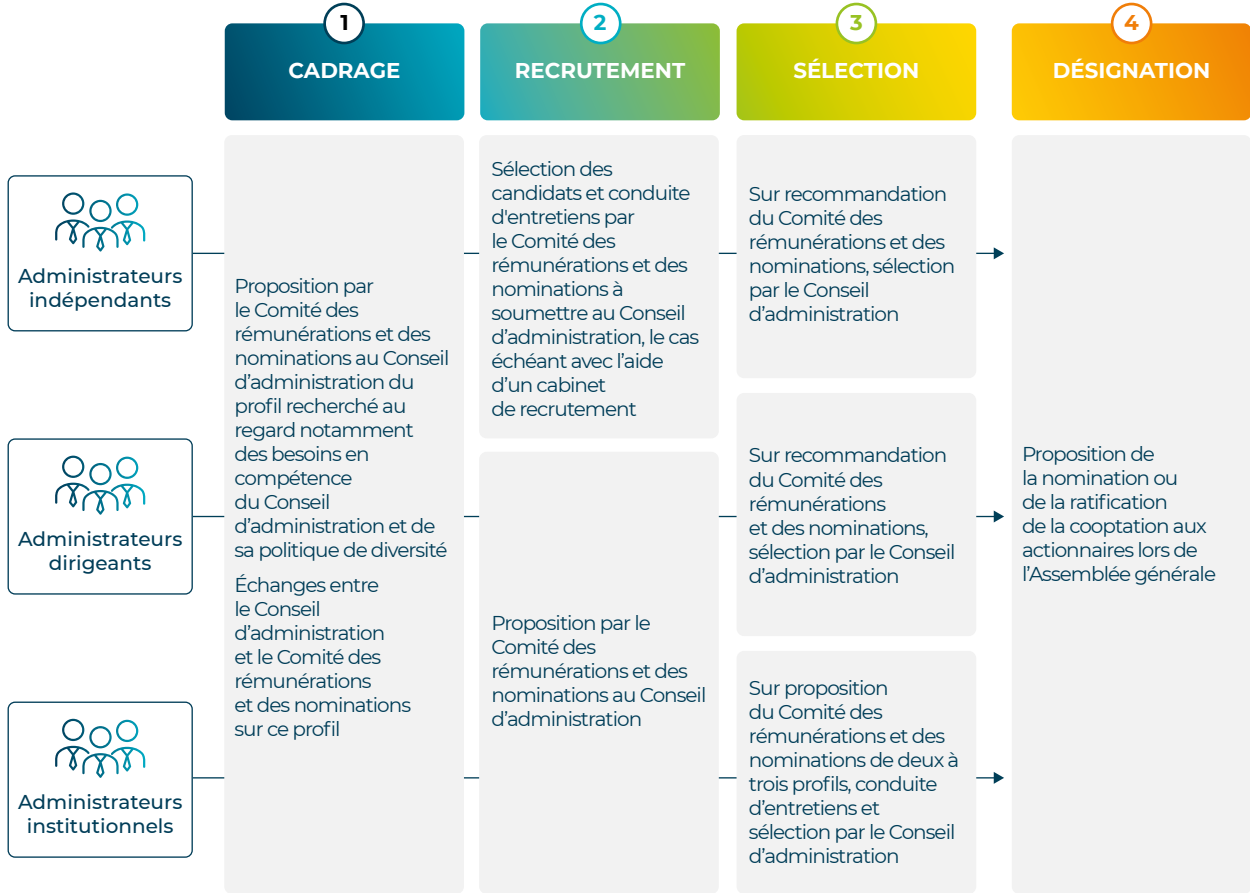 1
CADRAGE
2
RECRUTEMENT
3
SÉLECTION
4
DÉSIGNATION
Administrateurs
indépendants
Administrateurs
dirigeants
Administrateurs
institutionnels
Proposition par
le Comité des
rémunérations et des
nominations au Conseil
d’administration du
profil recherché au
regard notamment
des besoins en
compétence
du Conseil
d’administration et de
sa politique de diversité
Échanges entre
le Conseil
d’administration
et le Comité des
rémunérations
et des nominations
sur ce profil
Sélection des
candidats et conduite
d'entretiens par
le Comité des
rémunérations et des
nominations à
soumettre au Conseil
d’administration, le cas
échéant avec l’aide
d’un cabinet
de recrutement
Proposition par le
Comité des
rémunérations et des
nominations au Conseil
d’administration
Sur recommandation
du Comité des
rémunérations et des
nominations, sélection
par le Conseil
d’administration
Sur recommandation
du Comité des
rémunérations
et des nominations,
sélection par le Conseil
d’administration
Sur proposition
du Comité des
rémunérations et des
nominations de deux à
trois profils, conduite
d’entretiens et
sélection par le Conseil
d’administration
Proposition de
la nomination ou
de la ratification
de la cooptation aux
actionnaires lors de
l’Assemblée générale